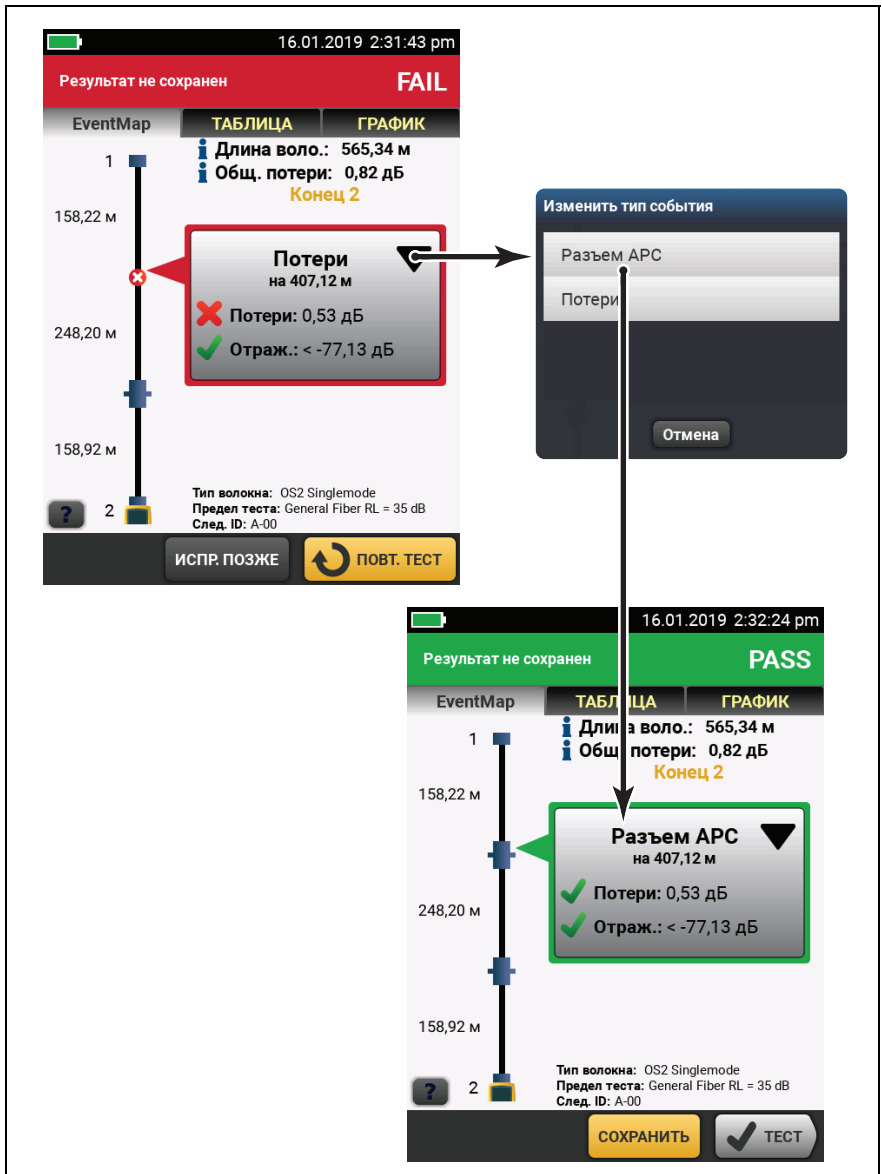 16.01.2019 2:31:43 pm
Результат не сохранен FAIL
EventMap ТАБЛИЦА ГРАФИК
1
Длина воло.: 565,34 м
Общ. потери: 0,82 дБ
Конец 2
158,22 м
Потери
на 407,12 м
Потери: 0,53 дБ
Отраж.: < -77,13 дБ
248,20 м
158,92 м
2
Тип волокна: OS2 Singlemode
Предел теста: General Fiber RL = 35 dB
След. ID: A-00
?
ИСПР. ПОЗЖЕ ПОВТ. ТЕСТ
Изменить тип события
Разъем APC
Потери
Отмена
16.01.2019 2:32:24 pm
Результат не сохранен PASS
EventMap ТАБЛИЦА ГРАФИК
1
Длина воло.: 565,34 м
Общ. потери: 0,82 дБ
Конец 2
158,22 м
Разъем APC
на 407,12 м
Потери: 0,53 дБ
Отраж.: < -77,13 дБ
248,20 м
158,92 м
2
Тип волокна: OS2 Singlemode
Предел теста: General Fiber RL = 35 dB
След. ID: A-00
?
СОХРАНИТЬ ТЕСТ